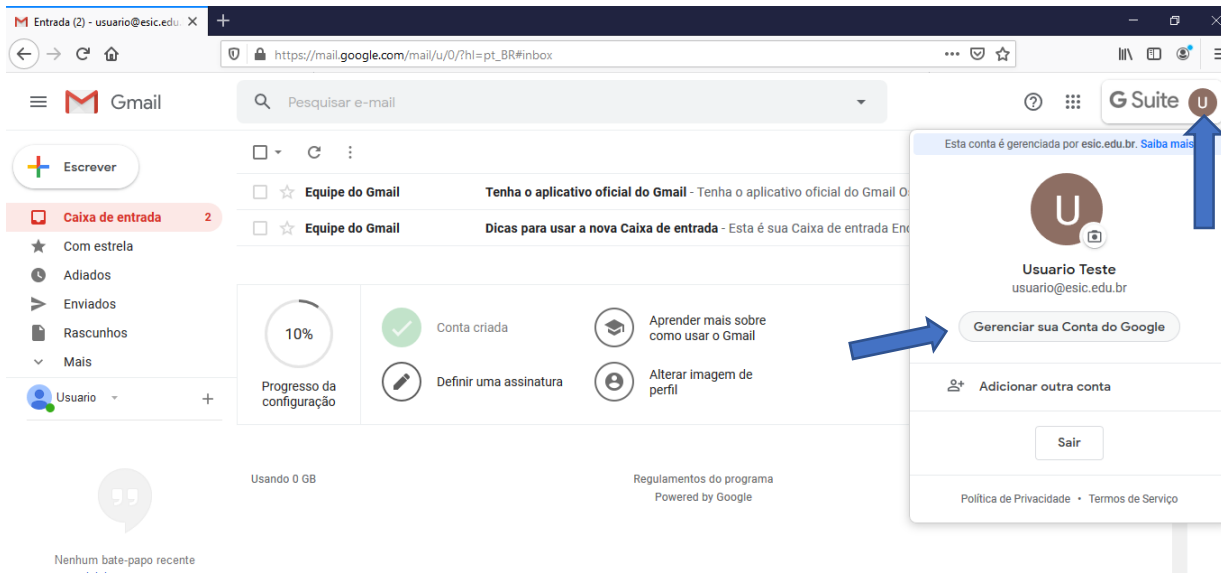 Entrada (2) - usuario@esic.edu.
https://mail.google.com/mail/u/0/?hl=pt_BR#inbox
Gmail
Pesquisar e-mail
G Suite
U
Escrever
Caixa de entrada 2
Com estrela
Adiados
Enviados
Rascunhos
Mais
Usuario
Nenhum bate-papo recente
Equipe do Gmail Tenha o aplicativo oficial do Gmail - Tenha o aplicativo oficial do Gmail O
Equipe do Gmail Dicas para usar a nova Caixa de entrada - Esta é sua Caixa de entrada
10%
Progresso da
configuração
Conta criada
Definir uma assinatura
Aprender mais sobre
como usar o Gmail
Alterar imagem de
perfil
Usando 0 GB
Regulamentos do programa
Powered by Google
Esta conta é gerenciada por esic.edu.br. Saiba mais
U
Usuario Teste
usuario@esic.edu.br
Gerenciar sua Conta do Google
Adicionar outra conta
Sair
Política de Privacidade • Termos de Serviço